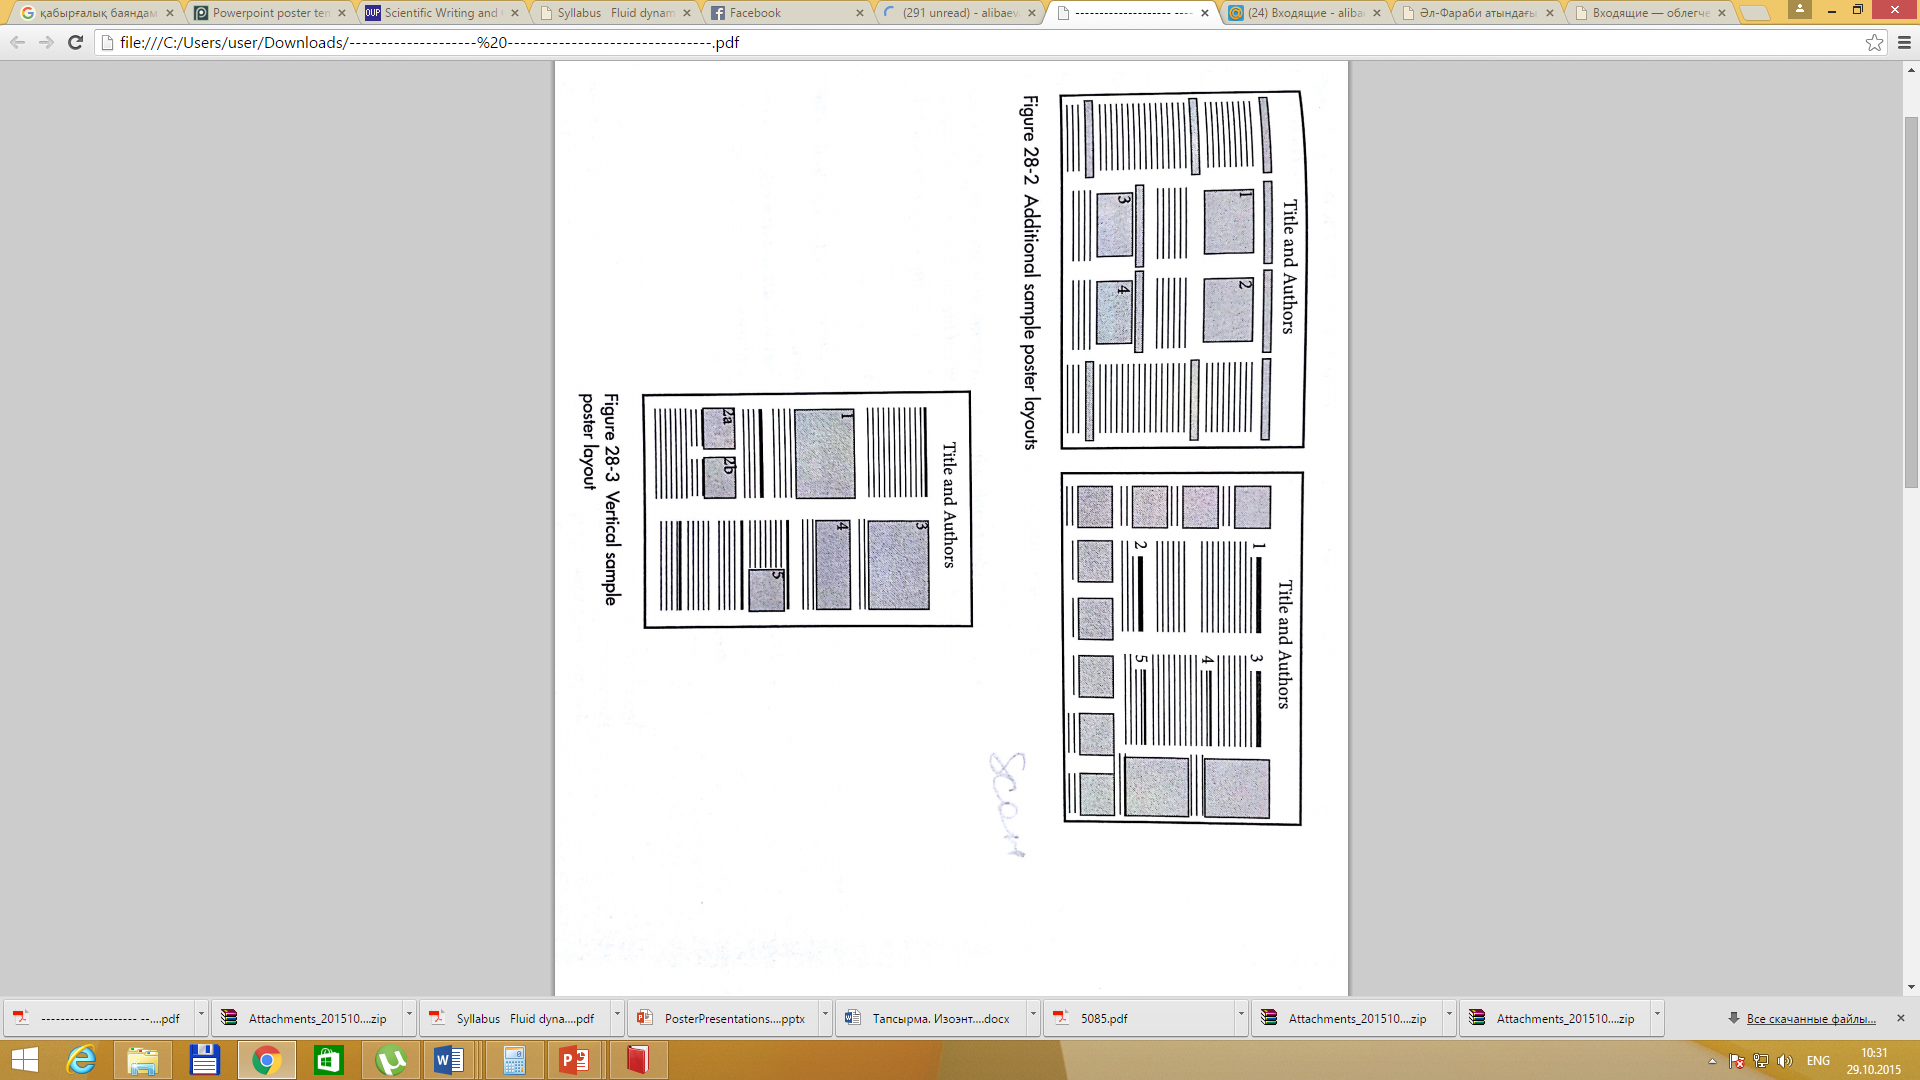 қабырғалық баяндам
Powerpoint poster ten
Scientific Writing and
Syllabus Fluid dynam
Facebook
(291 unread) - alibaev
-------------------- ----
(24) Входящие - aliba
Әл-Фараби атындағы
Входящие — облегче
file:///C:/Users/user/Downloads/--------------------%20--------------------------------.pdf
Title and Authors
1
2
3
4
Figure 28-2 Additional sample poster layouts
Title and Authors
1
2
3
4
5
Title and Authors
1
2a
2b
3
4
5
Figure 28-3 Vertical sample
poster layout
scan
-------------------- --....pdf
Attachments_201510....zip
Syllabus Fluid dyna....pdf
PosterPresentations....pptx
Тапсырма. Изоэнт....docx
5085.pdf
Attachments_201510....zip
Attachments_201510....zip
Все скачанные файлы...
ENG
10:31
29.10.2015